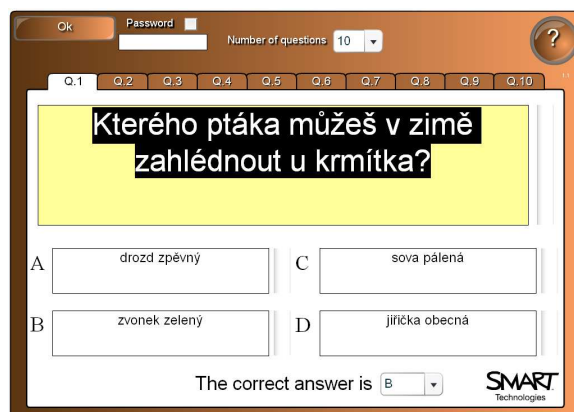 Ok
Password
Number of questions 10
?
Q.1 Q.2 Q.3 Q.4 Q.5 Q.6 Q.7 Q.8 Q.9 Q.10
Kterého ptáka můžeš v zimě
zahlédnout u krmítka?
A drozd zpěvný
C sova pálená
B zvonek zelený
D jiřička obecná
The correct answer is B
SMART
Technologies